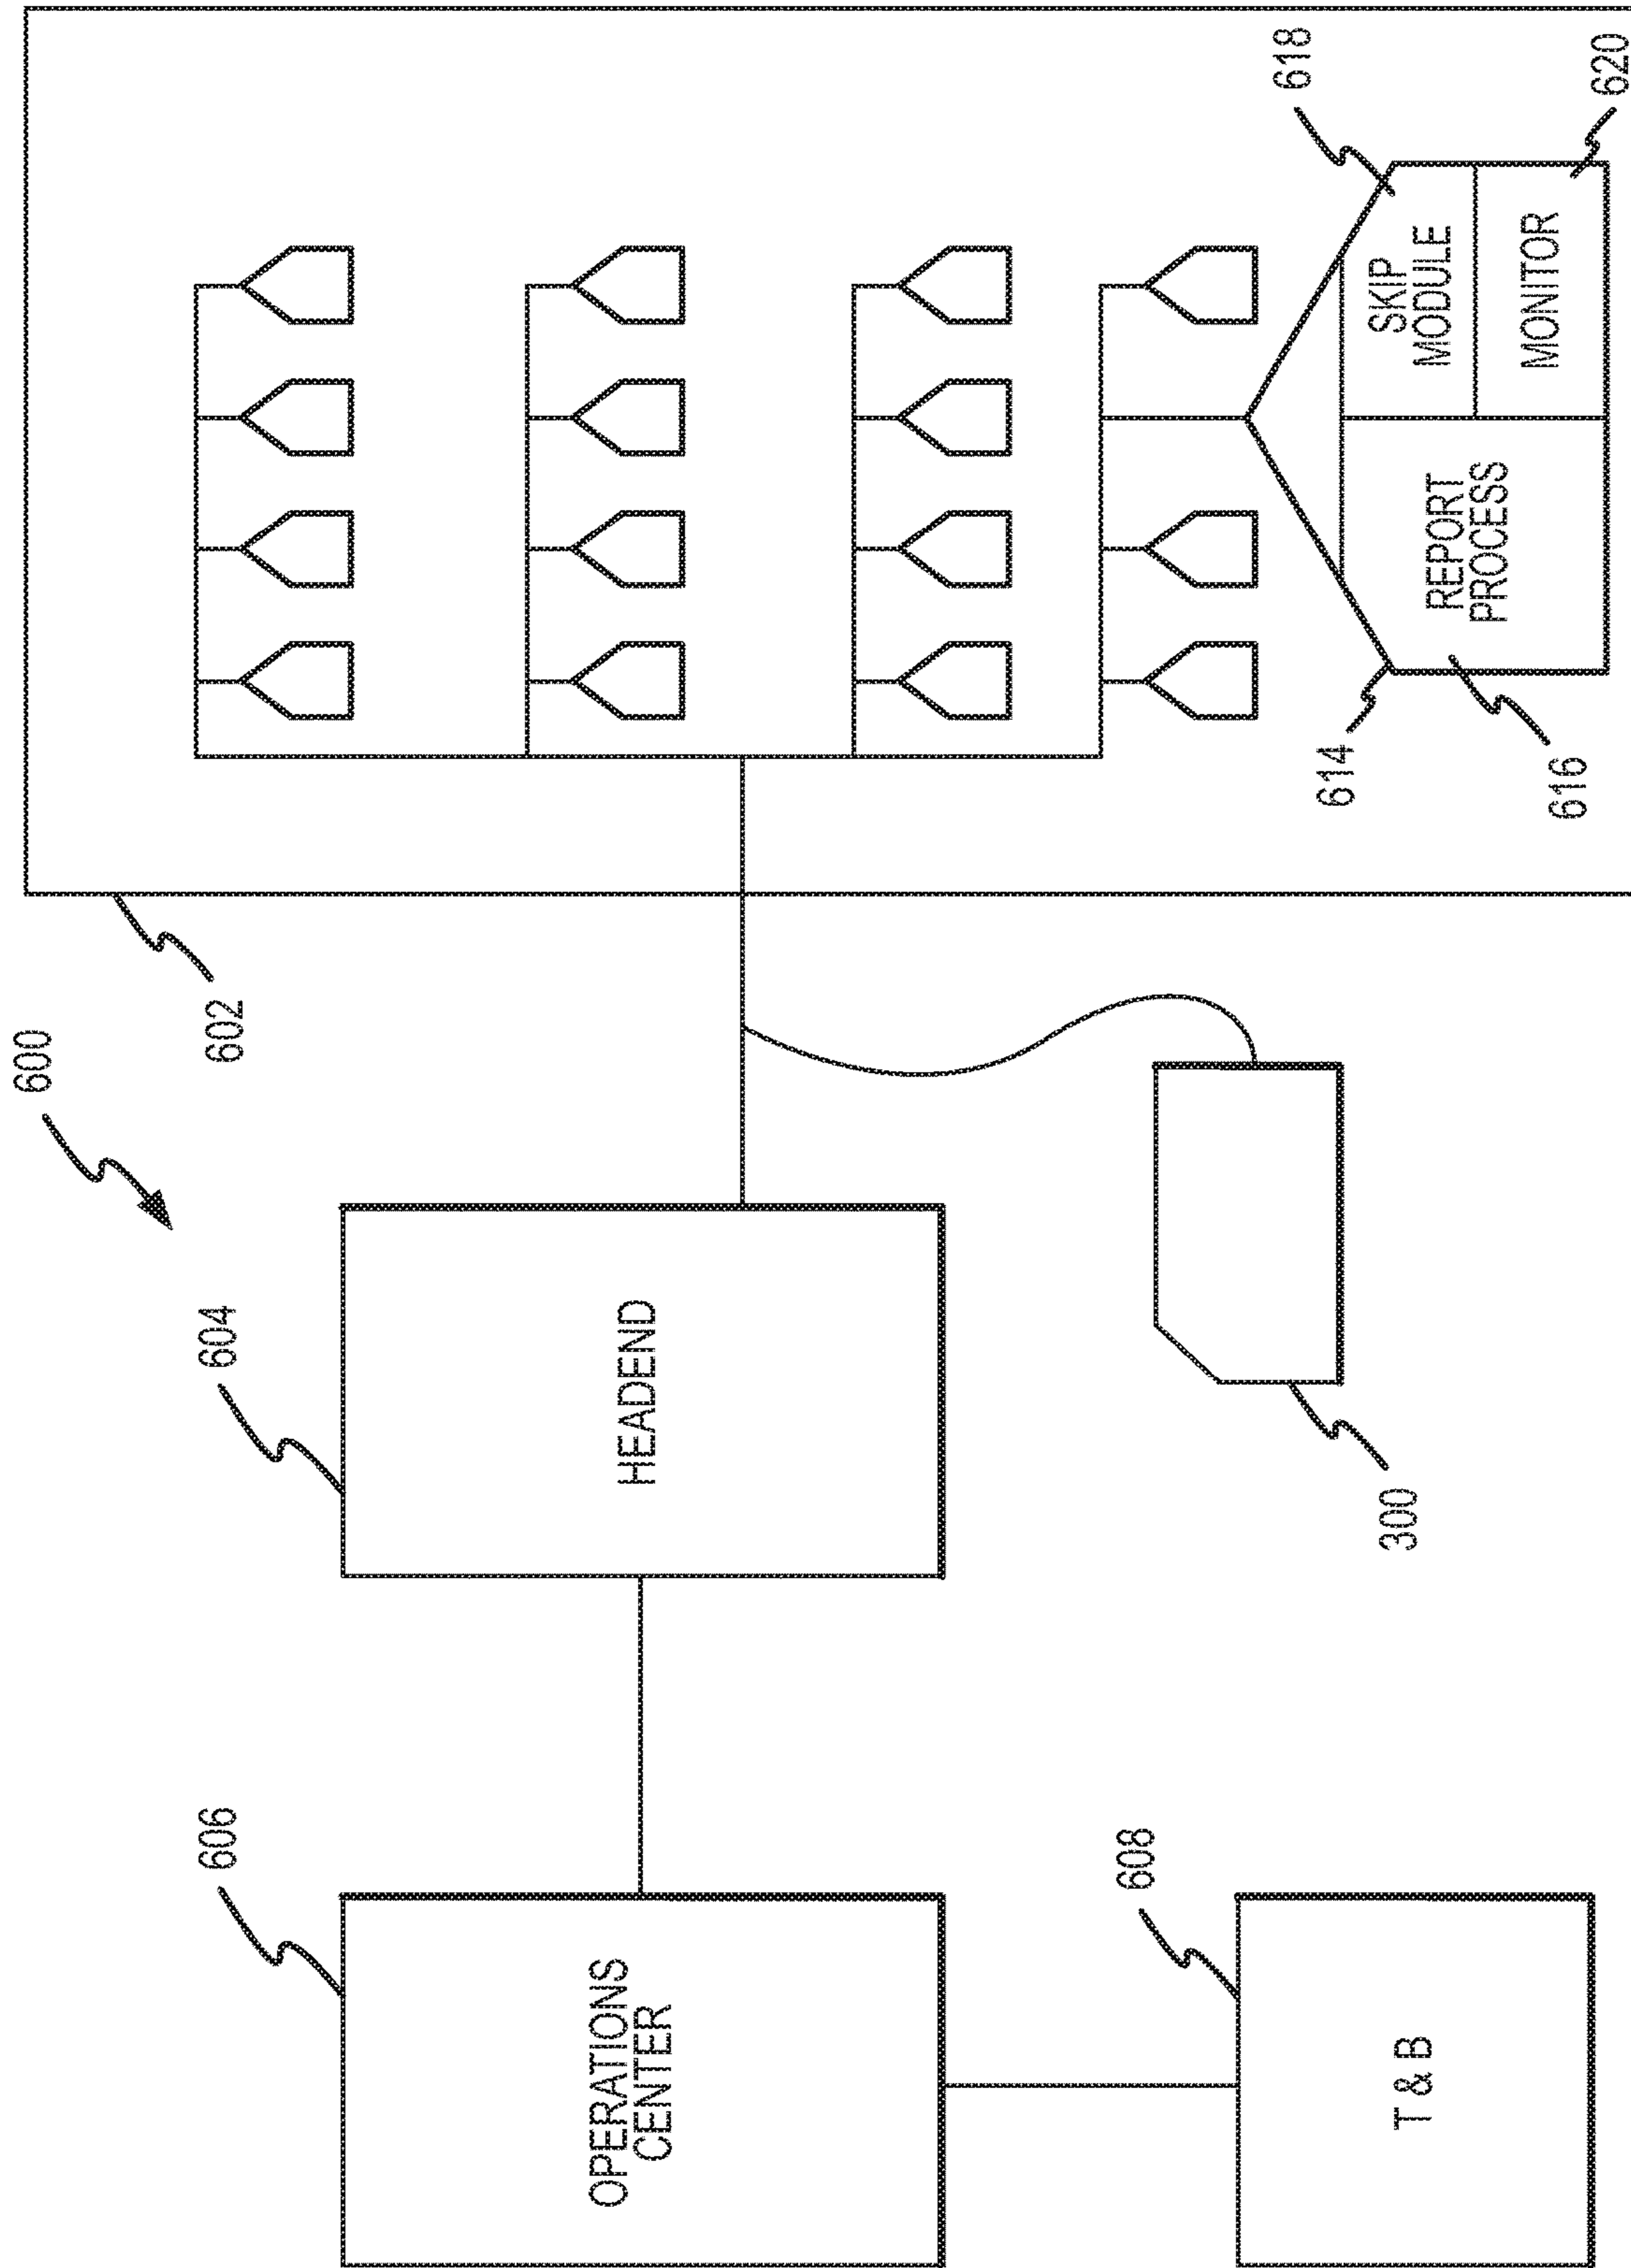 600
606
604
602
OPERATIONS
CENTER
HEADEND
608
T & B
300
614
618
REPORT
PROCESS
SKIP
MODULE
MONITOR
616
620